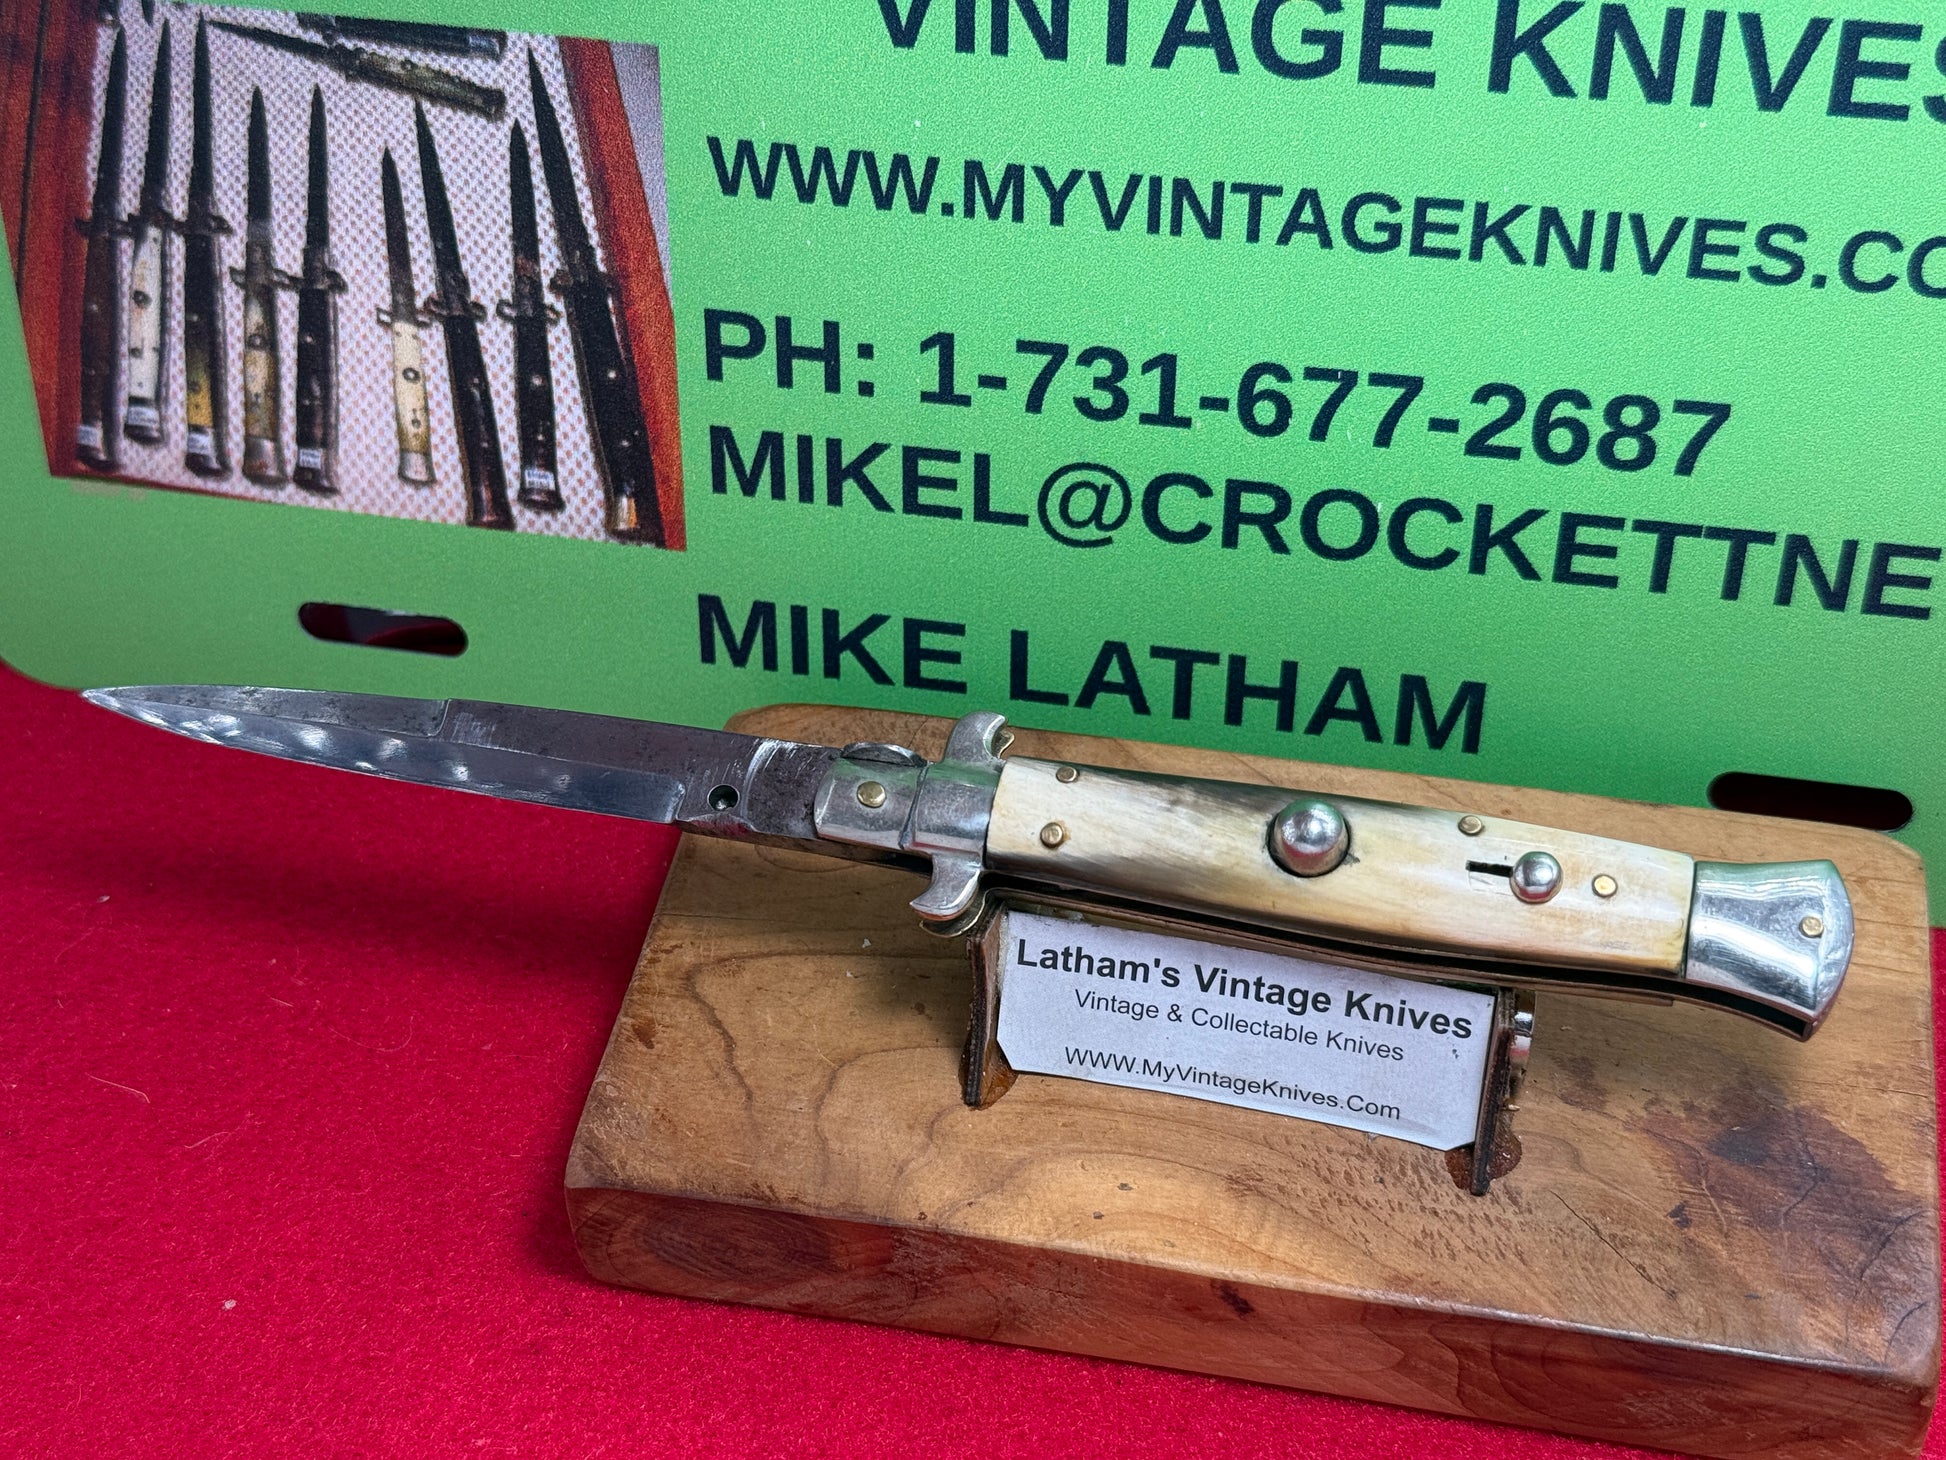 VINTAGE KNIVES
WWW.MYVINTAGEKNIVES.CO
PH: 1-731-677-2687
MIKEL@CROCKETTNE
MIKE LATHAM
Latham's Vintage Knives
Vintage & Collectable Knives
WWW.MyVintageKnives.Com